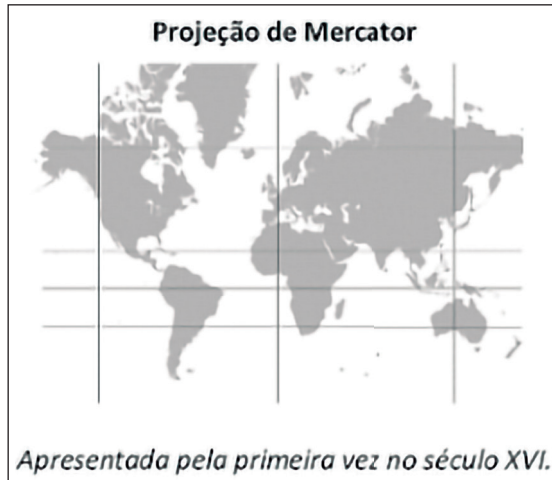 Projeção de Mercator
Apresentada pela primeira vez no século XVI.